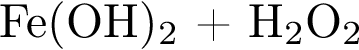 Fe(OH)₂ + H₂O₂